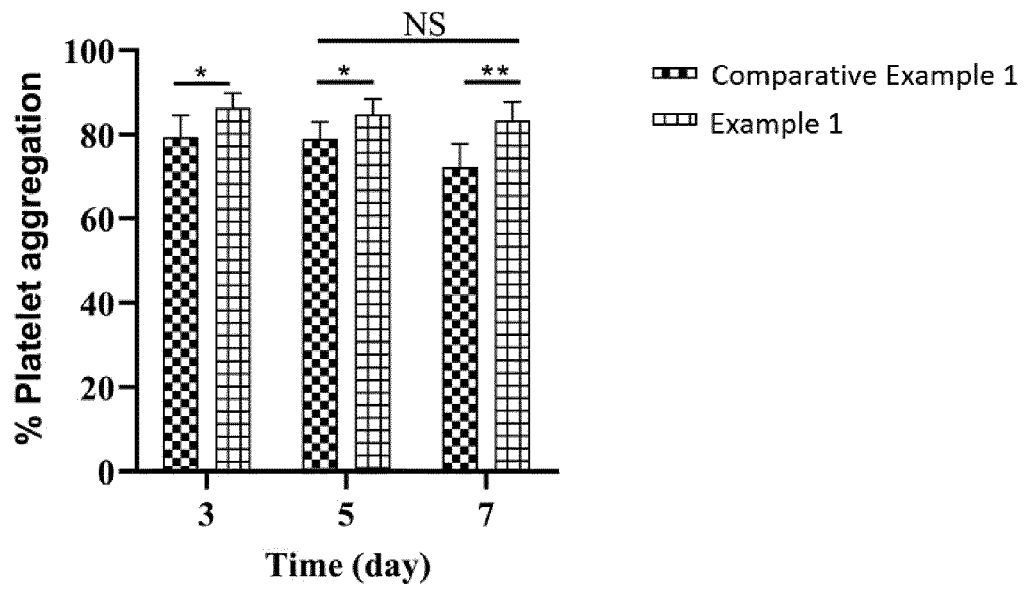 NS
100
80
60
40
20
0
* * **
3 5 7
% Platelet aggregation
Time (day)
Comparative Example 1
Example 1